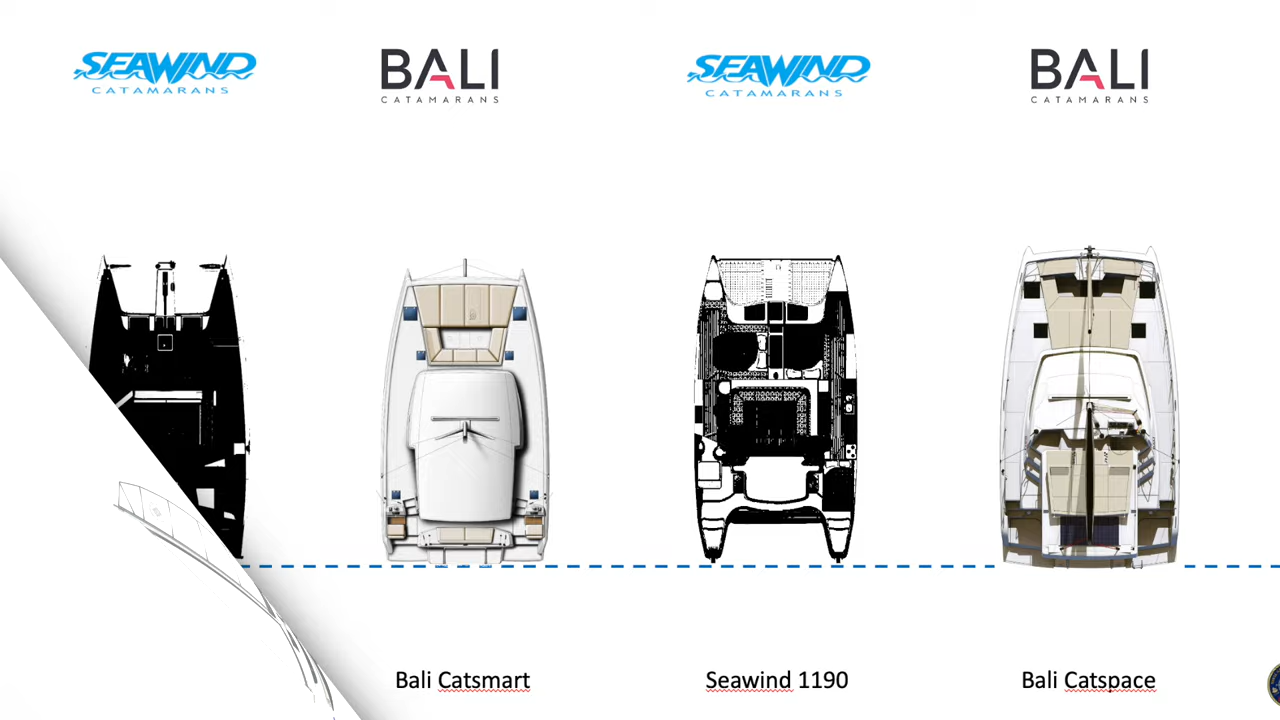 SEAWIND
CATAMARANS
BALI
CATAMARANS
SEAWIND
CATAMARANS
BALI
CATAMARANS
Bali Catsmart
Seawind 1190
Bali Catspace